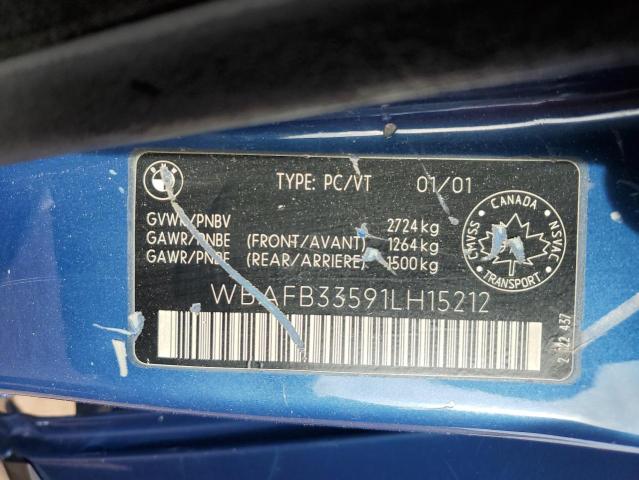 TYPE: PC/VT 01/01
GVWR/PNBV 2724kg
GAWR/PNBE (FRONT/AVANT) 1264kg
GAWR/PNBE (REAR/ARRIERE) 1500kg
CANADA
CMVSS NSVAC
TRANSPORT
WBAFB33591LH15212